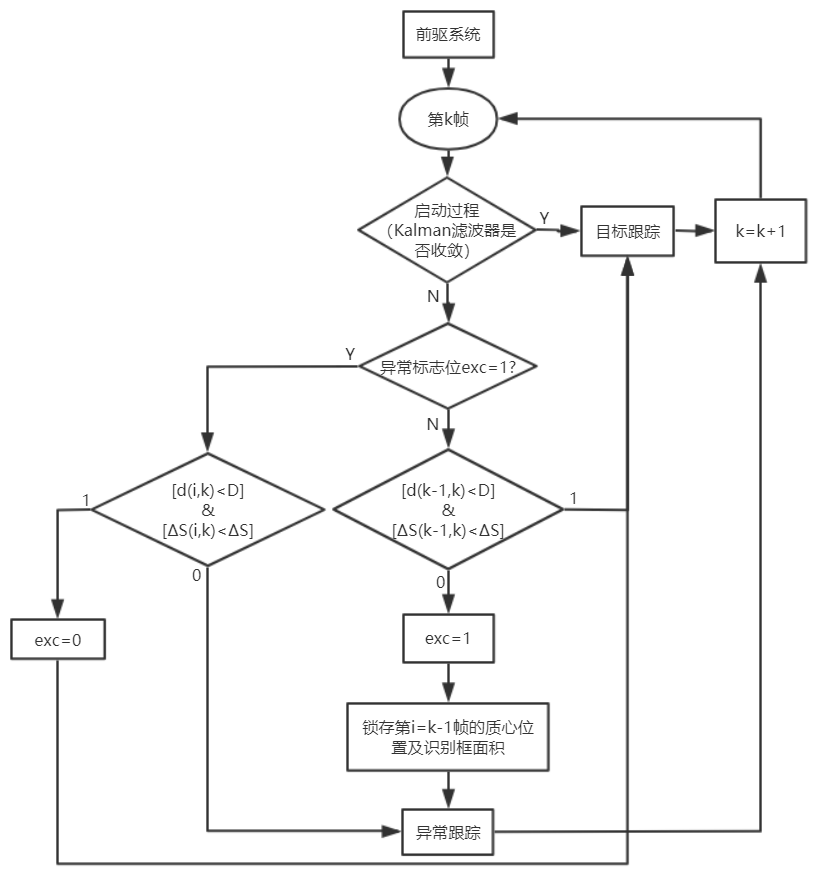 前驱系统
第k帧
启动过程
（Kalman滤波器是
否收敛）
Y
目标跟踪
k=k+1
N
异常标志位exc=1?
Y
N
[d(i,k)<D]
&
[ΔS(i,k)<ΔS]
1
0
[d(k-1,k)<D]
&
[ΔS(k-1,k)<ΔS]
1
0
exc=0
exc=1
锁存第i=k-1帧的质心位
置及识别框面积
异常跟踪